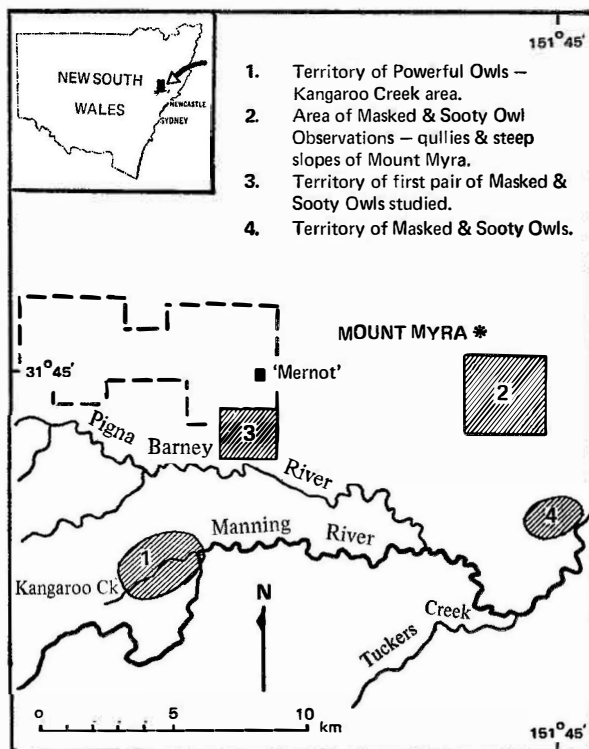 151°45'
NEW SOUTH
WALES
NEWCASTLE
SYDNEY
1. Territory of Powerful Owls –
Kangaroo Creek area.
2. Area of Masked & Sooty Owl
Observations – qullies & steep
slopes of Mount Myra.
3. Territory of first pair of Masked &
Sooty Owls studied.
4. Territory of Masked & Sooty Owls.
MOUNT MYRA *
31°45'
'Mernot'
2
3
Pigna Barney River
4
Manning River
1
Kangaroo Ck
N
Tuckers Creek
0 5 10
km
151°45'